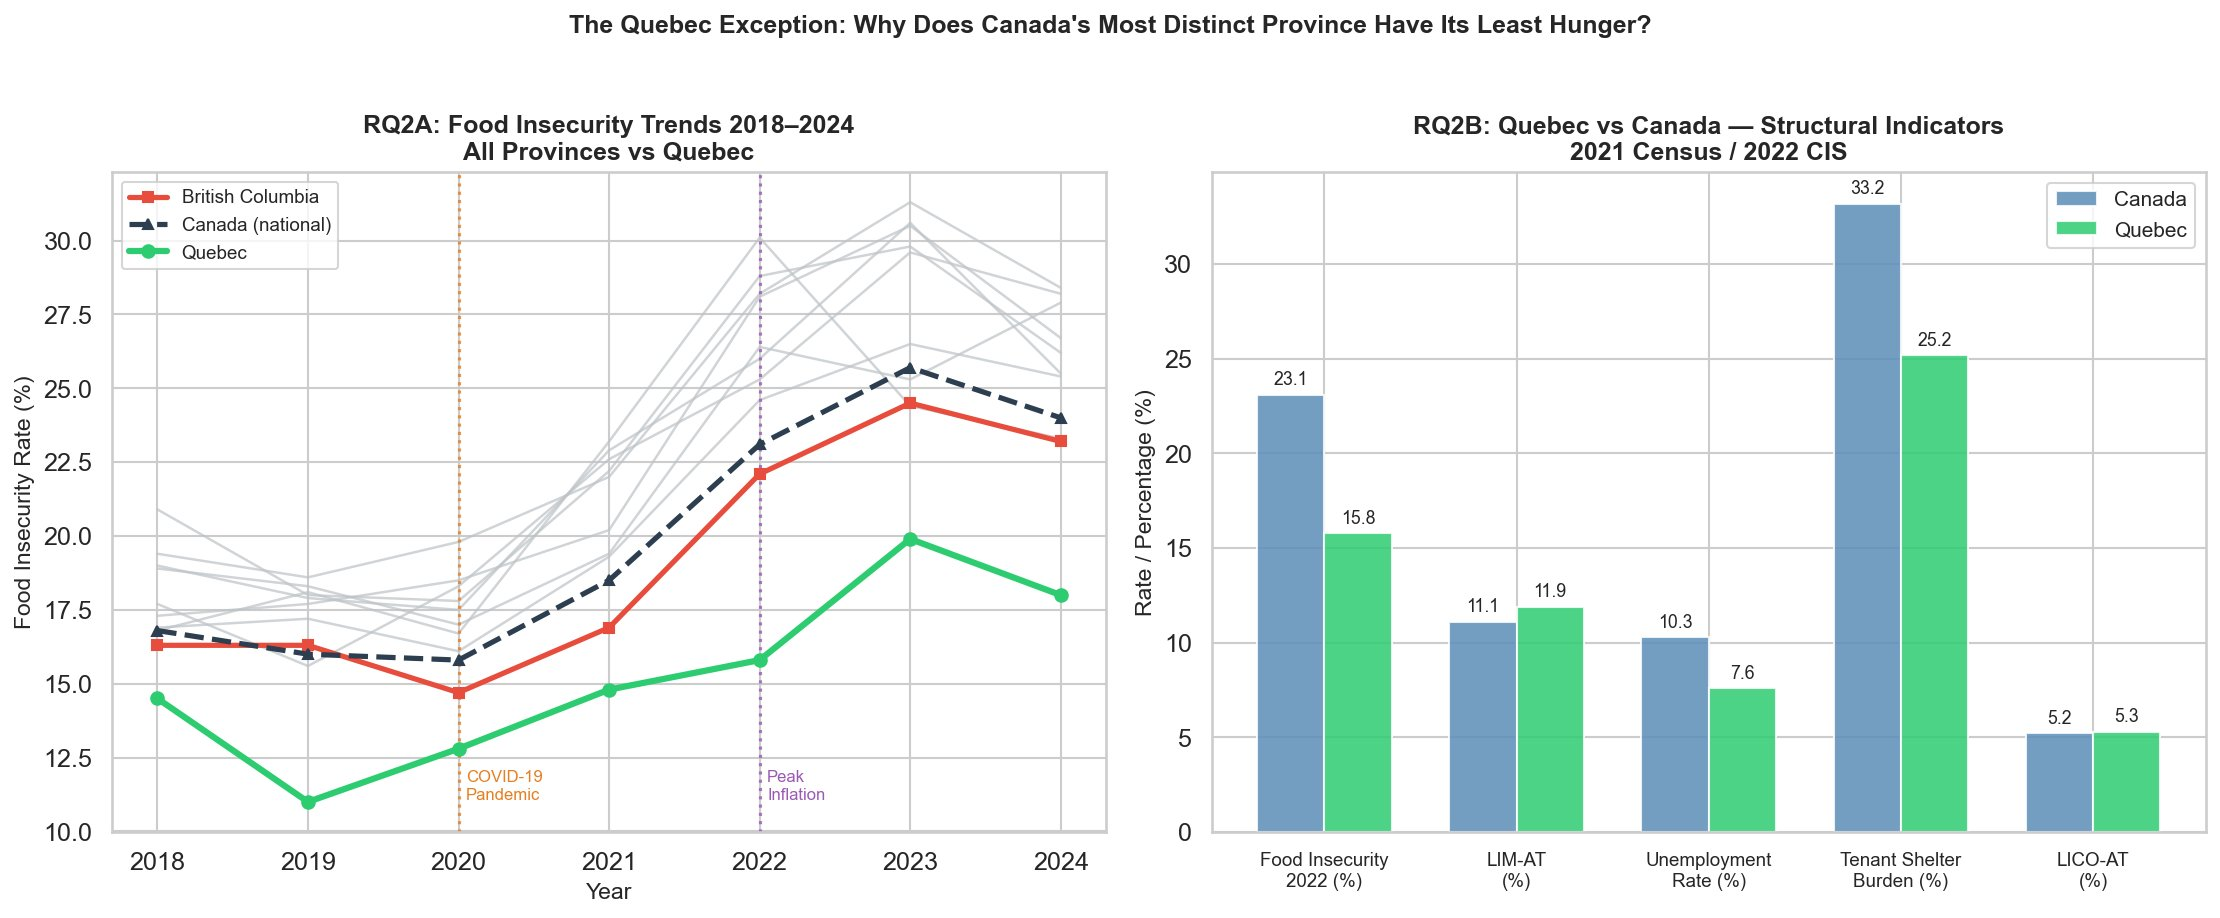 The Quebec Exception: Why Does Canada's Most Distinct Province Have Its Least Hunger?
RQ2A: Food Insecurity Trends 2018–2024
All Provinces vs Quebec
British Columbia
Canada (national)
Quebec
Food Insecurity Rate (%)
30.0
27.5
25.0
22.5
20.0
17.5
15.0
12.5
10.0
COVID-19
Pandemic
Peak
Inflation
2018 2019 2020 2021 2022 2023 2024
Year
RQ2B: Quebec vs Canada — Structural Indicators
2021 Census / 2022 CIS
Canada
Quebec
Rate / Percentage (%)
30
25
20
15
10
5
0
23.1
15.8
11.1
11.9
10.3
7.6
33.2
25.2
5.2
5.3
Food Insecurity
2022 (%)
LIM-AT
(%)
Unemployment
Rate (%)
Tenant Shelter
Burden (%)
LICO-AT
(%)